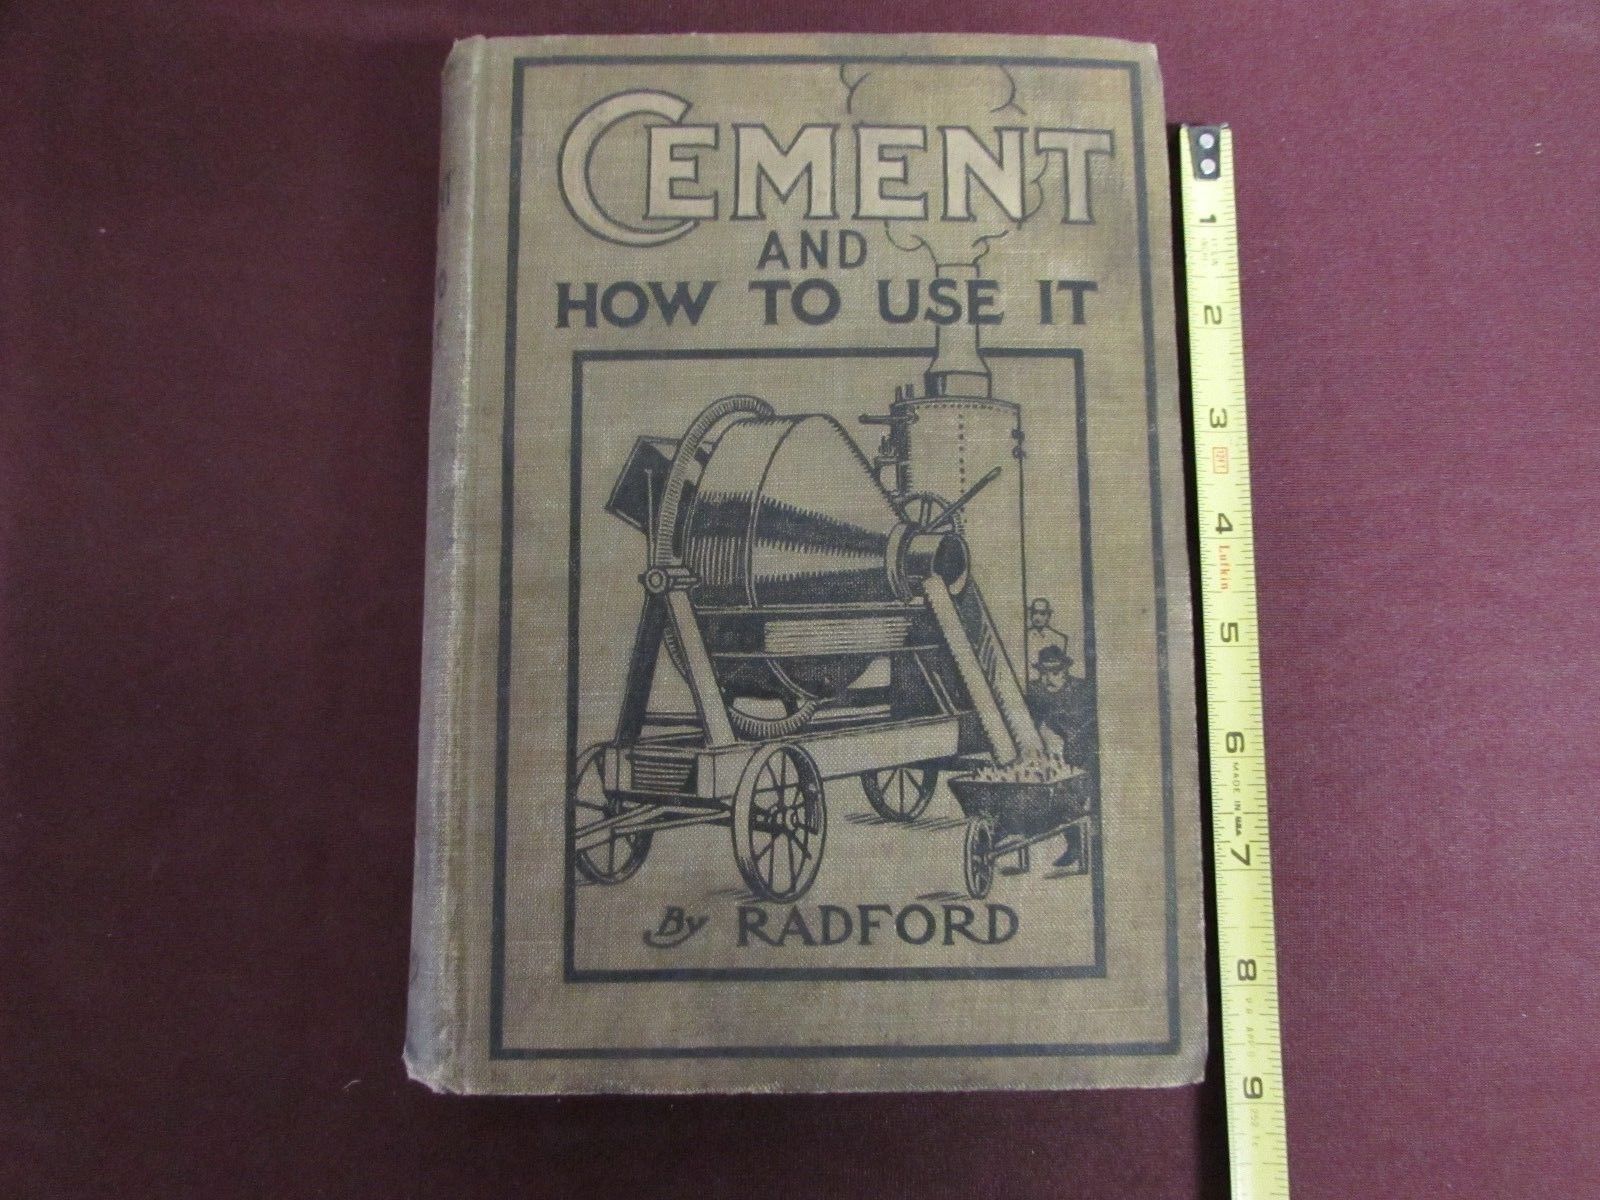 CEMENT
AND
HOW TO USE IT
By RADFORD
1
2
3
4
Lufkin
5
6
MADE IN USA
7
8
9